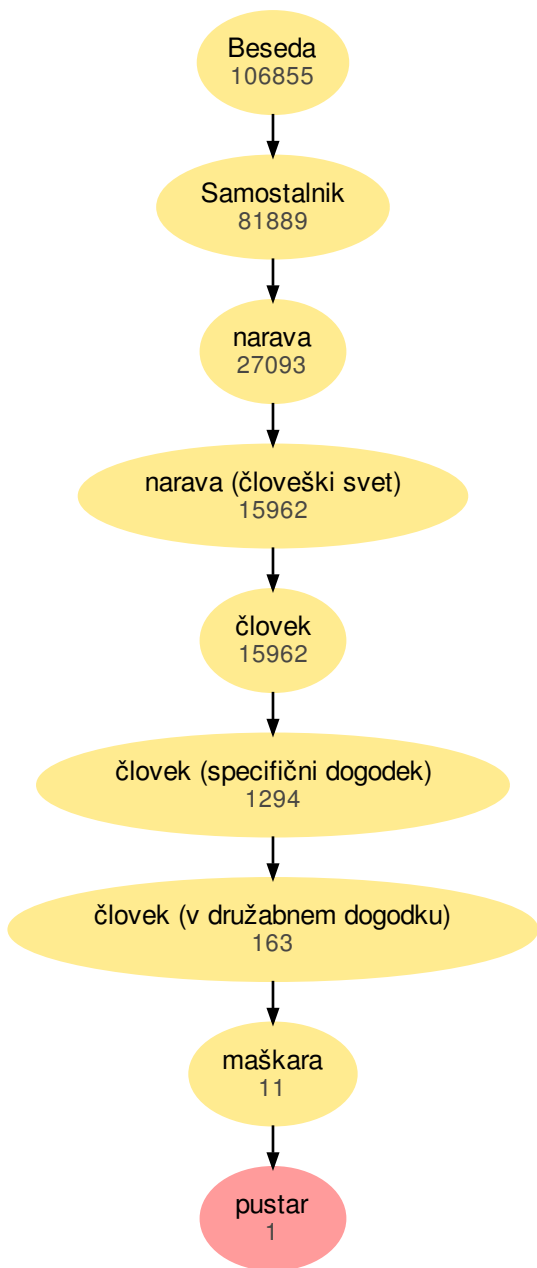 Beseda
106855
Samostalnik
81889
narava
27093
narava (človeški svet)
15962
človek
15962
človek (specifični dogodek)
1294
človek (v družabnem dogodku)
163
maškara
11
pustar
1